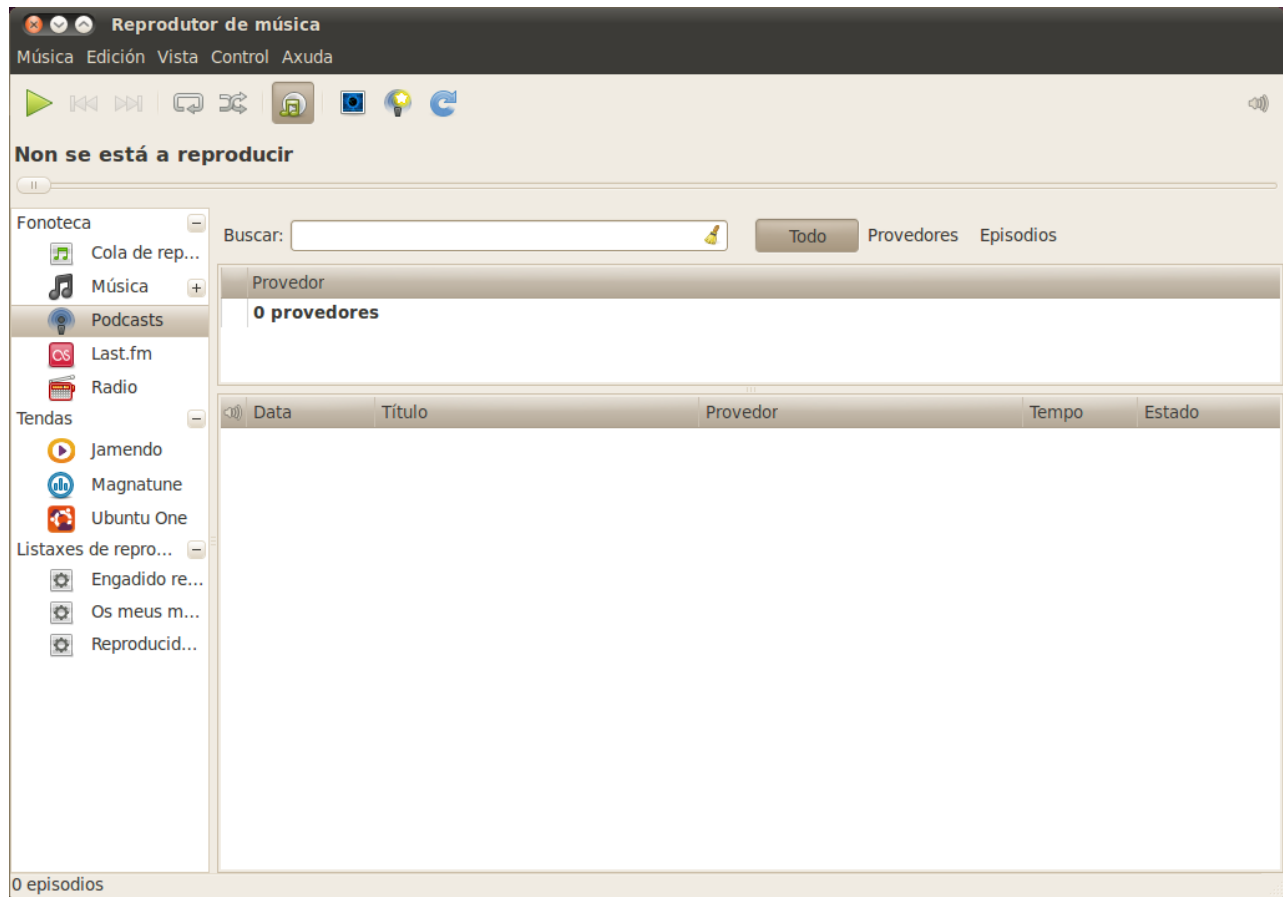 Reprodutor de música
Música Edición Vista Control Axuda
Non se está a reproducir
Fonoteca
Cola de rep...
Música
Podcasts
Last.fm
Radio
Tendas
Jamendo
Magnatune
Ubuntu One
Listaxes de repro...
Engadido re...
Os meus m...
Reproducid...
Buscar: Todo Provedores Episodios
Provedor
0 provedores
Data Título Provedor Tempo Estado
0 episodios